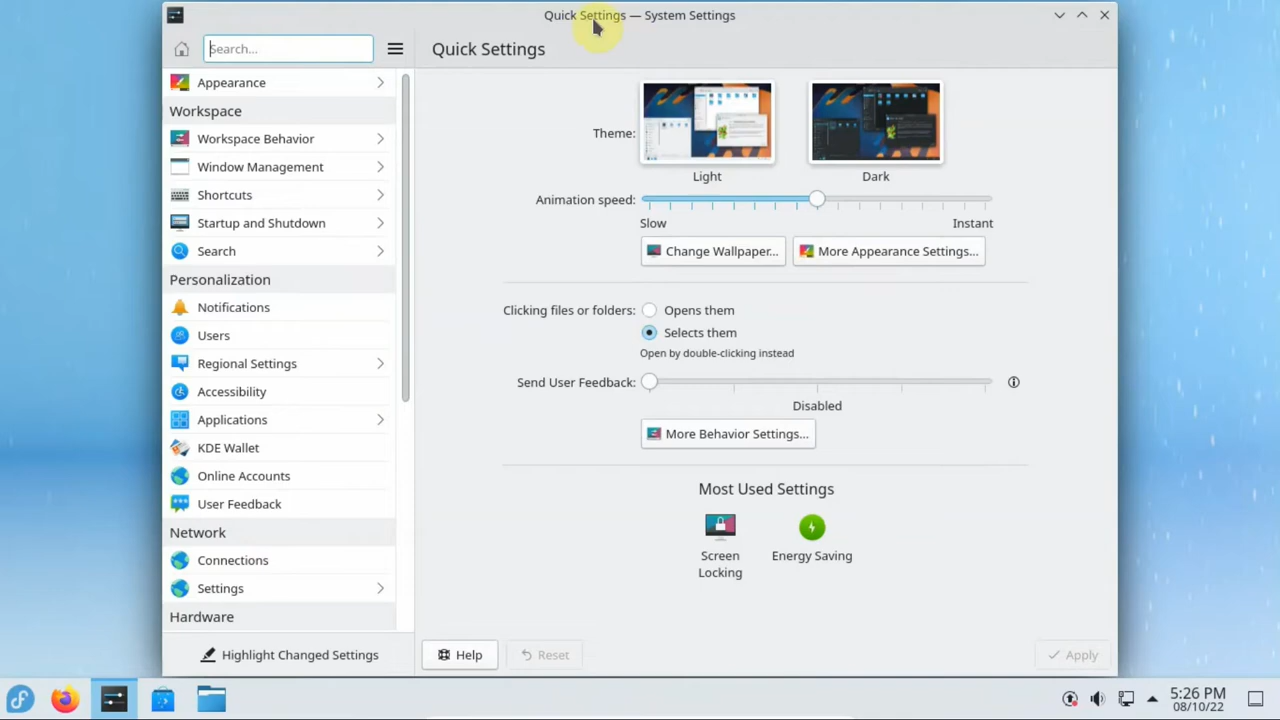 Quick Settings — System Settings
Search...
Quick Settings
Appearance
Workspace
Workspace Behavior
Window Management
Shortcuts
Startup and Shutdown
Search
Personalization
Notifications
Users
Regional Settings
Accessibility
Applications
KDE Wallet
Online Accounts
User Feedback
Network
Connections
Settings
Hardware
Highlight Changed Settings
Theme:
Light
Dark
Animation speed:
Slow
Instant
Change Wallpaper...
More Appearance Settings...
Clicking files or folders:
Opens them
Selects them
Open by double-clicking instead
Send User Feedback:
Disabled
More Behavior Settings...
Most Used Settings
Screen
Locking
Energy Saving
Help
Reset
Apply
5:26 PM
08/10/22